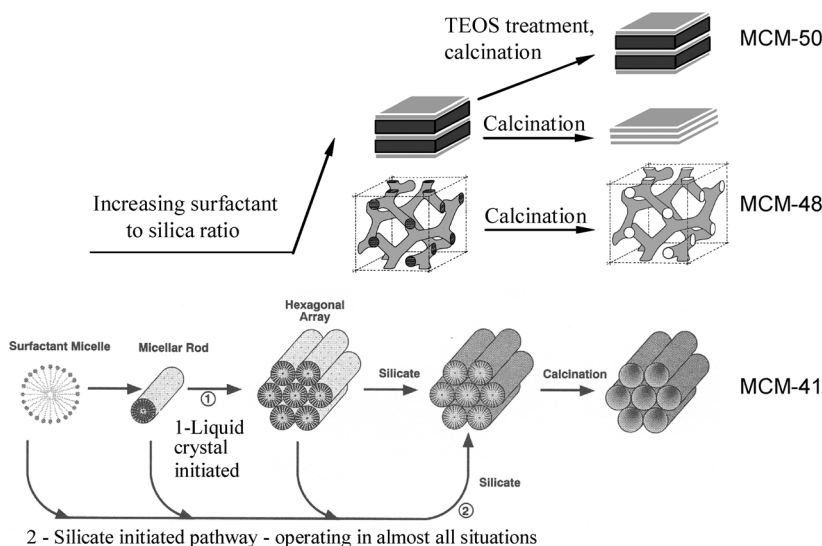 TEOS treatment,
calcination
MCM-50
Calcination
Increasing surfactant
to silica ratio
Calcination
MCM-48
Hexagonal
Array
Surfactant Micelle
Micellar Rod
Silicate
Calcination
MCM-41
1
1-Liquid
crystal
initiated
Silicate
2
2 - Silicate initiated pathway - operating in almost all situations